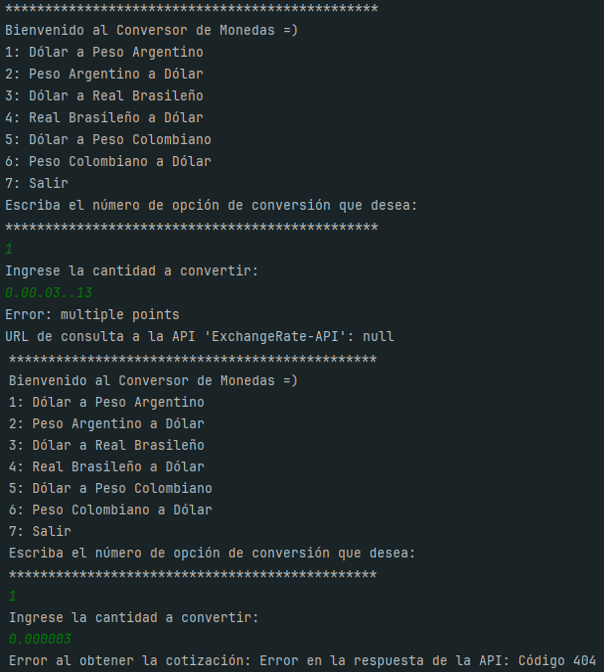 ***********************************************
Bienvenido al Conversor de Monedas =)
1: Dólar a Peso Argentino
2: Peso Argentino a Dólar
3: Dólar a Real Brasileño
4: Real Brasileño a Dólar
5: Dólar a Peso Colombiano
6: Peso Colombiano a Dólar
7: Salir
Escriba el número de opción de conversión que desea:
***********************************************
1
Ingrese la cantidad a convertir:
0.00.03..13
Error: multiple points
URL de consulta a la API 'ExchangeRate-API': null
***********************************************
Bienvenido al Conversor de Monedas =)
1: Dólar a Peso Argentino
2: Peso Argentino a Dólar
3: Dólar a Real Brasileño
4: Real Brasileño a Dólar
5: Dólar a Peso Colombiano
6: Peso Colombiano a Dólar
7: Salir
Escriba el número de opción de conversión que desea:
***********************************************
1
Ingrese la cantidad a convertir:
0.000003
Error al obtener la cotización: Error en la respuesta de la API: Código 404